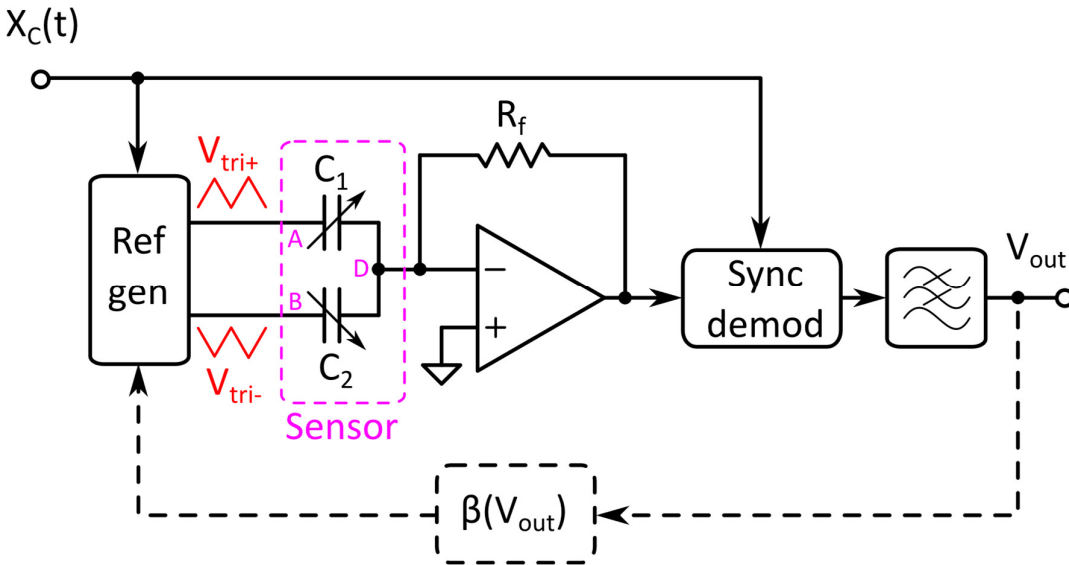 X_C(t)
R_f
V_tri+
C_1
A
Ref
gen
D
−
+
B
C_2
V_tri-
Sensor
Sync
demod
V_out
β(V_out)